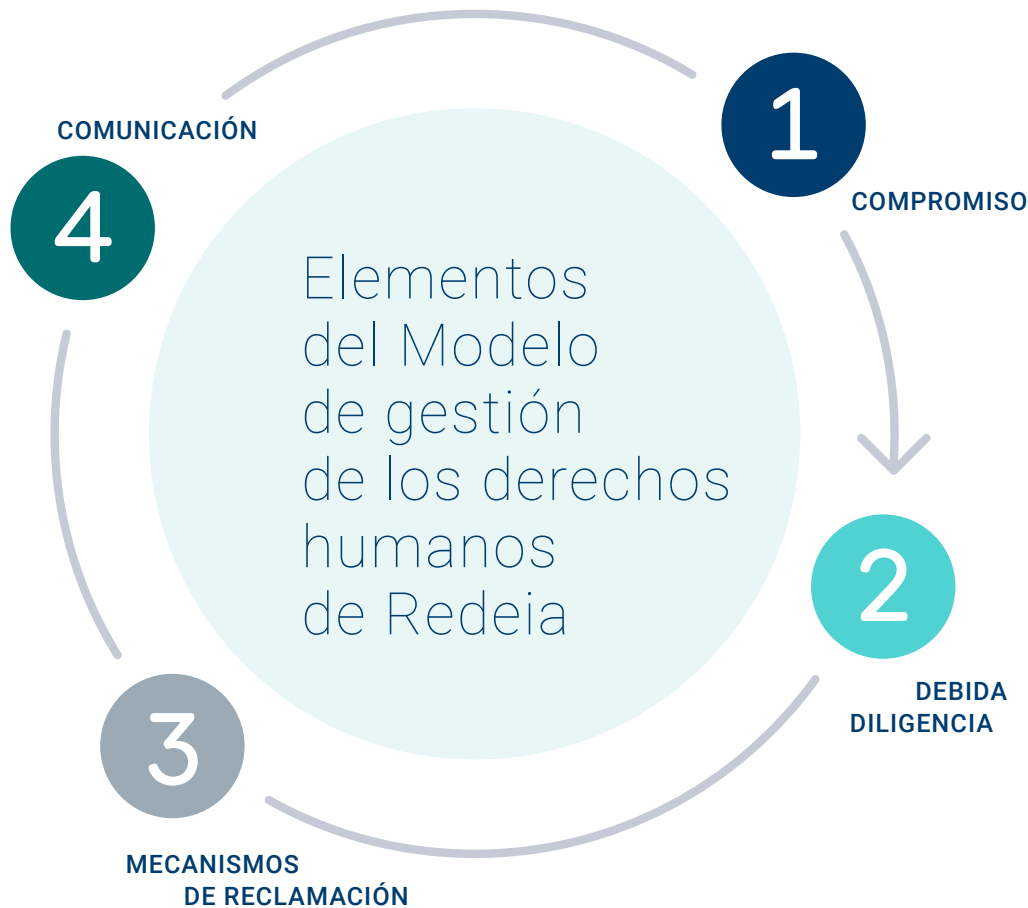 1
COMPROMISO
2
DEBIDA
DILIGENCIA
3
MECANISMOS
DE RECLAMACIÓN
4
COMUNICACIÓN
Elementos
del Modelo
de gestión
de los derechos
humanos
de Redeia